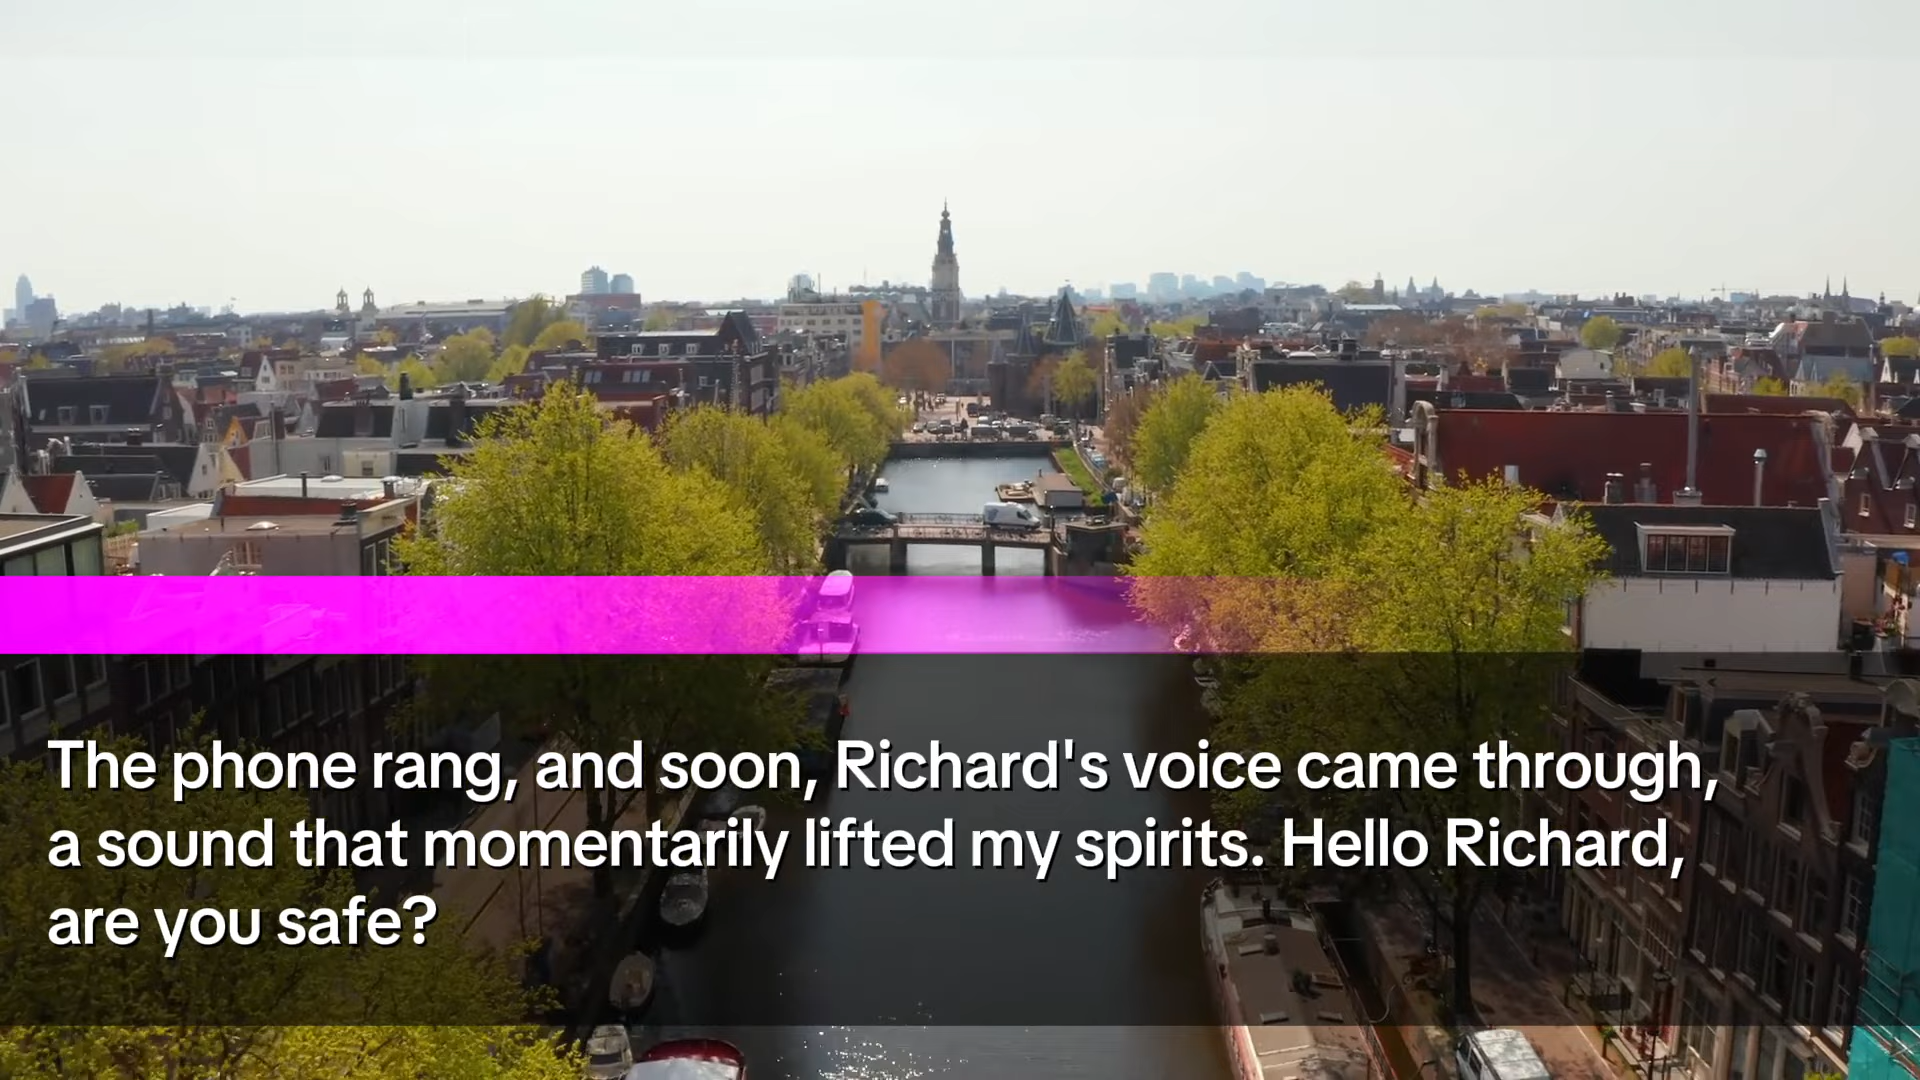 The phone rang, and soon, Richard's voice came through,
a sound that momentarily lifted my spirits. Hello Richard,
are you safe?